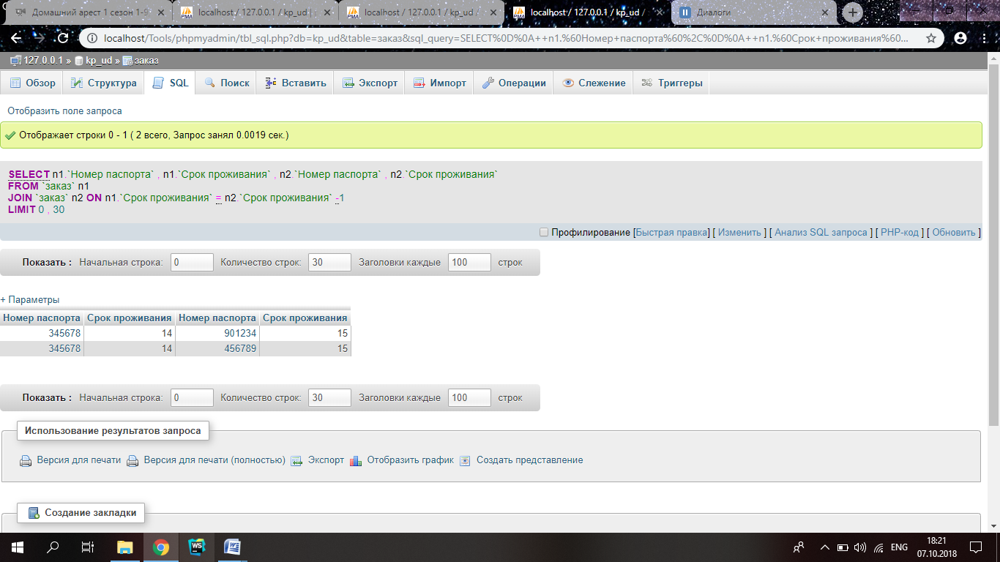 Домашний арест 1 сезон 1-9
localhost / 127.0.0.1 / kp_ud |
localhost / 127.0.0.1 / kp_ud /
localhost / 127.0.0.1 / kp_ud /
Диалоги
localhost/Tools/phpmyadmin/tbl_sql.php?db=kp_ud&table=заказ&sql_query=SELECT%0D%0A++n1.%60Номер+паспорта%60%2C%0D%0A++n1.%60Срок+проживания%60...
127.0.0.1 » kp_ud » заказ
Обзор Структура SQL Поиск Вставить Экспорт Импорт Операции Слежение Триггеры
Отобразить поле запроса
Отображает строки 0 - 1 ( 2 всего, Запрос занял 0.0019 сек.)
SELECT n1.`Номер паспорта` , n1.`Срок проживания` , n2.`Номер паспорта` , n2.`Срок проживания`
FROM `заказ` n1
JOIN `заказ` n2 ON n1.`Срок проживания` = n2.`Срок проживания` -1
LIMIT 0 , 30
Профилирование [Быстрая правка] [ Изменить ] [ Анализ SQL запроса ] [ PHP-код ] [ Обновить ]
Показать : Начальная строка: 0 Количество строк: 30 Заголовки каждые 100 строк
+ Параметры
Номер паспорта Срок проживания Номер паспорта Срок проживания
345678 14 901234 15
345678 14 456789 15
Показать : Начальная строка: 0 Количество строк: 30 Заголовки каждые 100 строк
Использование результатов запроса
Версия для печати Версия для печати (полностью) Экспорт Отобразить график Создать представление
Создание закладки
ENG
18:21
07.10.2018